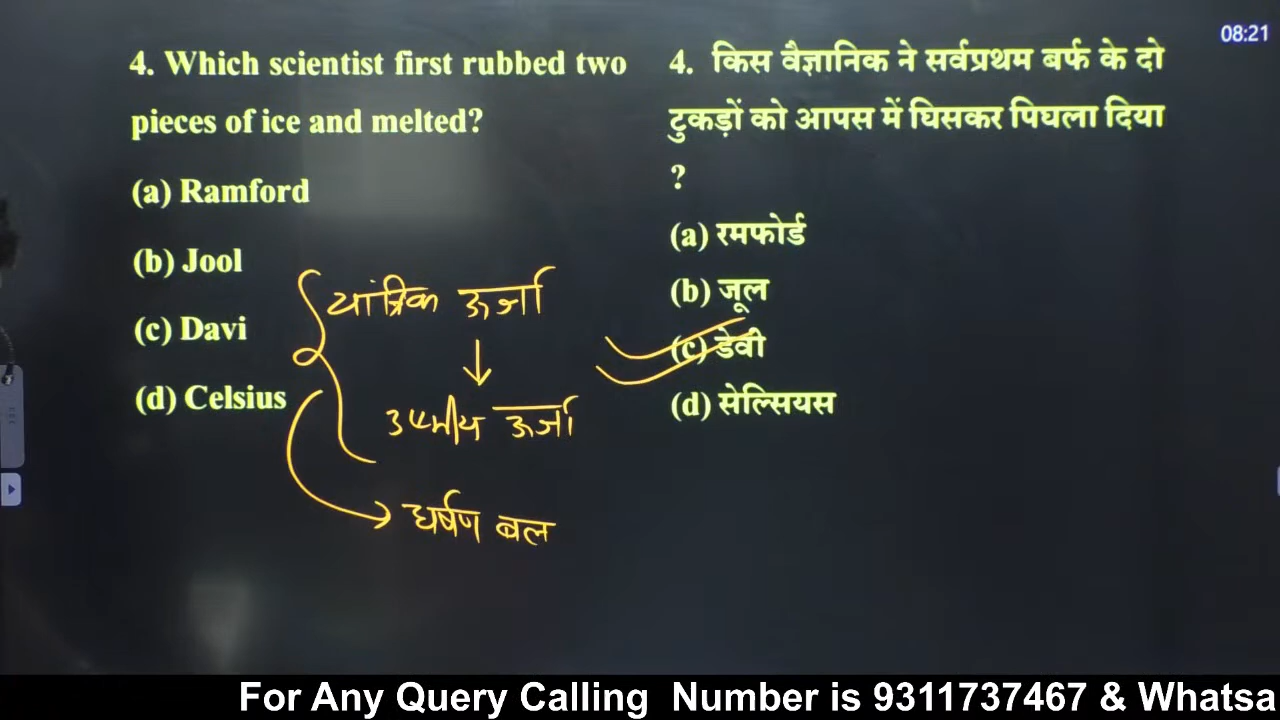 08:21
4. Which scientist first rubbed two
pieces of ice and melted?
(a) Ramford
(b) Jool
(c) Davi
(d) Celsius
4. किस वैज्ञानिक ने सर्वप्रथम बर्फ के दो
टुकड़ों को आपस में घिसकर पिघला दिया
?
(a) रमफोर्ड
(b) जूल
(c) डेवी
(d) सेल्सियस
यांत्रिक ऊर्जा
↓
उष्मीय ऊर्जा
घर्षण बल
For Any Query Calling Number is 9311737467 & Whatsa